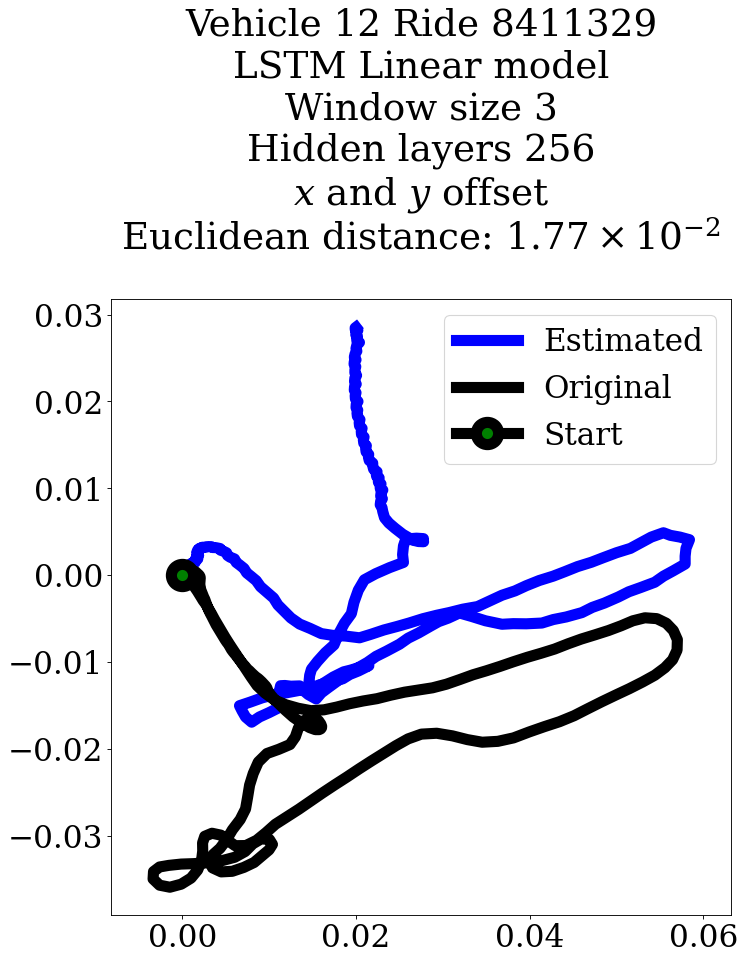 Vehicle 12 Ride 8411329
LSTM Linear model
Window size 3
Hidden layers 256
x and y offset
Euclidean distance: 1.77 × 10⁻²
0.03
0.02
0.01
0.00
−0.01
−0.02
−0.03
Estimated
Original
Start
0.00 0.02 0.04 0.06